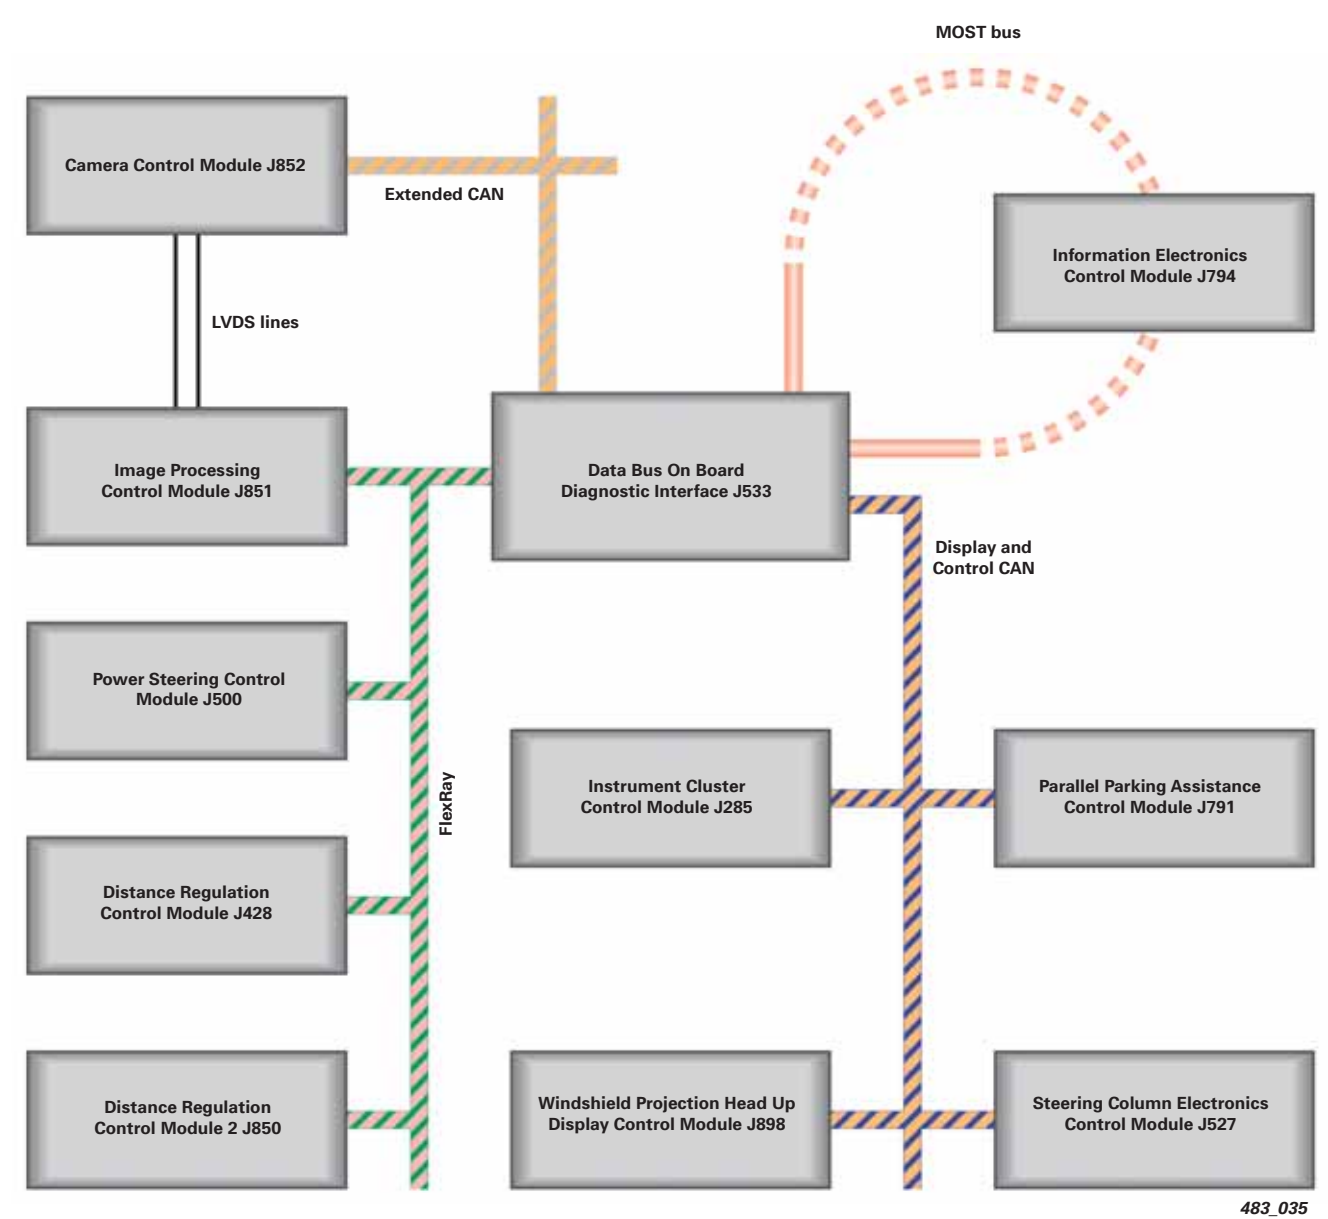 MOST bus
Camera Control Module J852
Extended CAN
Information Electronics
Control Module J794
LVDS lines
Image Processing
Control Module J851
Data Bus On Board
Diagnostic Interface J533
Display and
Control CAN
Power Steering Control
Module J500
FlexRay
Instrument Cluster
Control Module J285
Parallel Parking Assistance
Control Module J791
Distance Regulation
Control Module J428
Distance Regulation
Control Module 2 J850
Windshield Projection Head Up
Display Control Module J898
Steering Column Electronics
Control Module J527
483_035